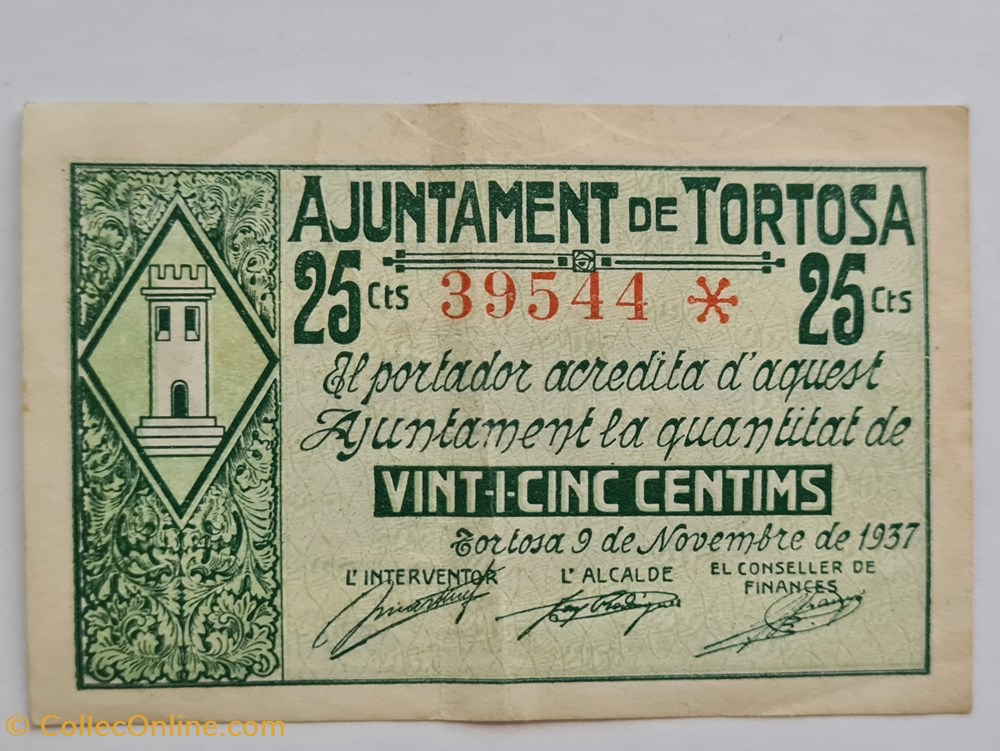 AJUNTAMENT DE TORTOSA
25 Cts 39544 * 25 Cts
El portador acredita d'aquest
Ajuntament la quantitat de
VINT-I-CINC CENTIMS
Tortosa 9 de Novembre de 1937
L'INTERVENTOR L'ALCALDE EL CONSELLER DE
FINANCES
© CollecOnline.com